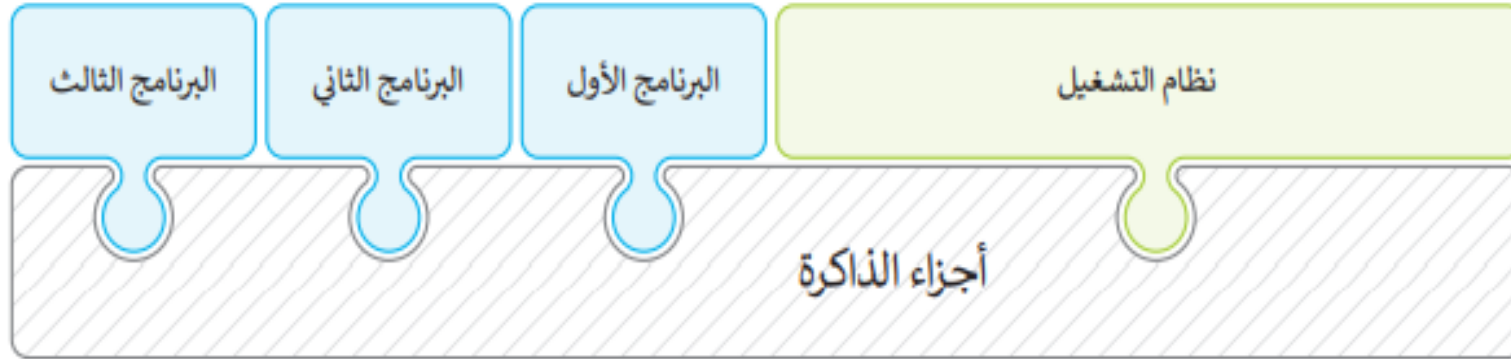 نظام التشغيل
البرنامج الأول
البرنامج الثاني
البرنامج الثالث
أجزاء الذاكرة